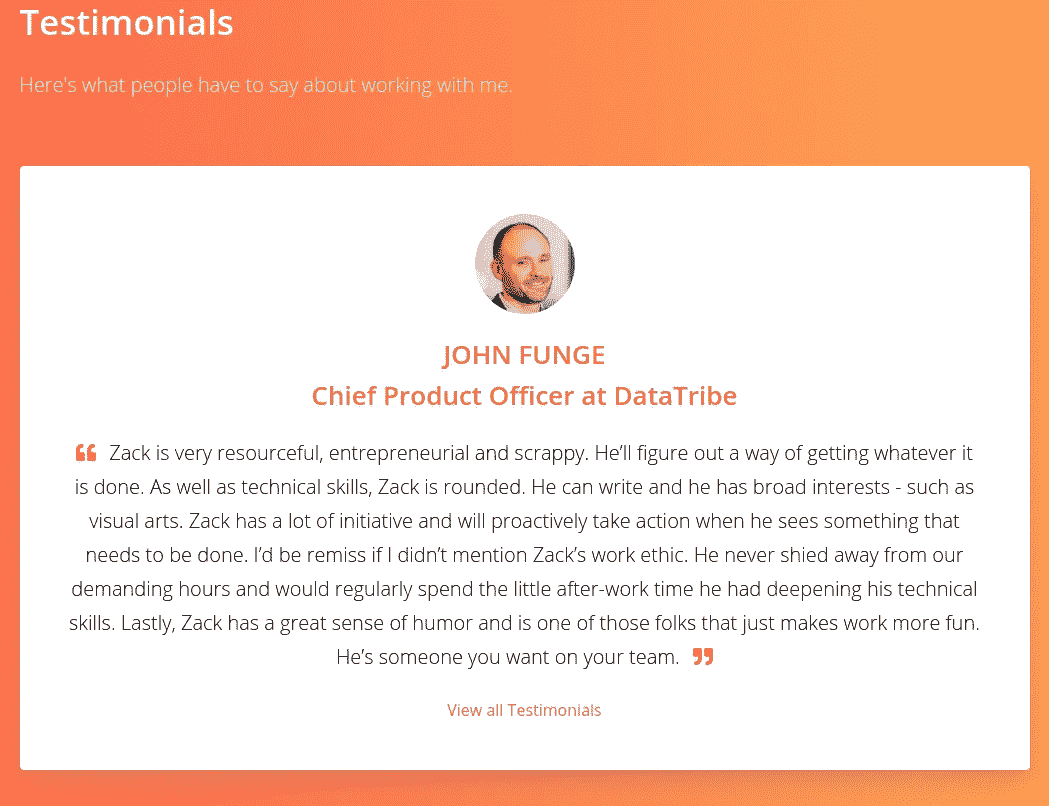 Testimonials
Here's what people have to say about working with me.
JOHN FUNGE
Chief Product Officer at DataTribe
“ Zack is very resourceful, entrepreneurial and scrappy. He’ll figure out a way of getting whatever it
is done. As well as technical skills, Zack is rounded. He can write and he has broad interests - such as
visual arts. Zack has a lot of initiative and will proactively take action when he sees something that
needs to be done. I’d be remiss if I didn’t mention Zack’s work ethic. He never shied away from our
demanding hours and would regularly spend the little after-work time he had deepening his technical
skills. Lastly, Zack has a great sense of humor and is one of those folks that just makes work more fun.
He’s someone you want on your team. ”
View all Testimonials